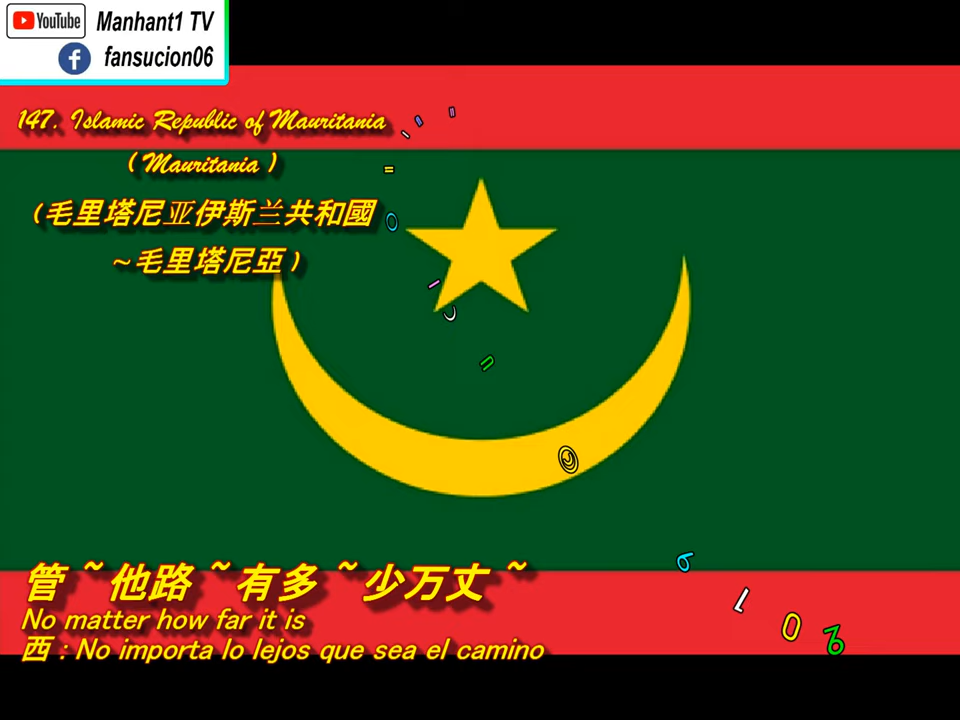 YouTube Manhant1 TV
fansucion06
147. Islamic Republic of Mauritania
( Mauritania )
(毛里塔尼亚伊斯兰共和國
~毛里塔尼亞 )
管 ~ 他路 ~ 有多 ~ 少万丈 ~
No matter how far it is
西 : No importa lo lejos que sea el camino